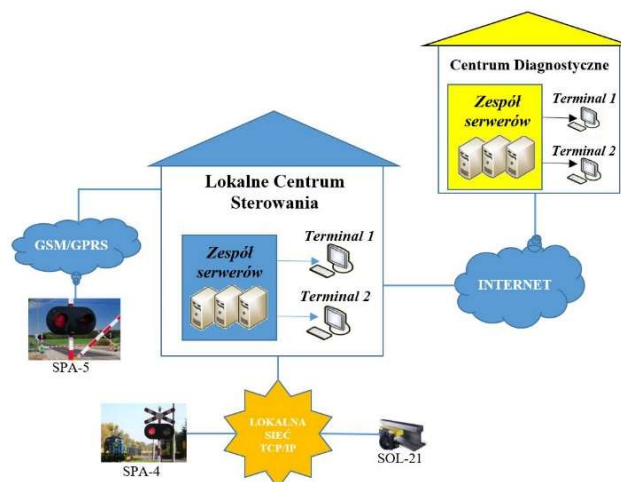 Centrum Diagnostyczne
Zespół
serwerów
Terminal 1
Terminal 2
Lokalne Centrum
Sterowania
Zespół
serwerów
Terminal 1
Terminal 2
GSM/GPRS
INTERNET
SPA-5
LOKALNA
SIEĆ
TCP/IP
SPA-4
SOL-21